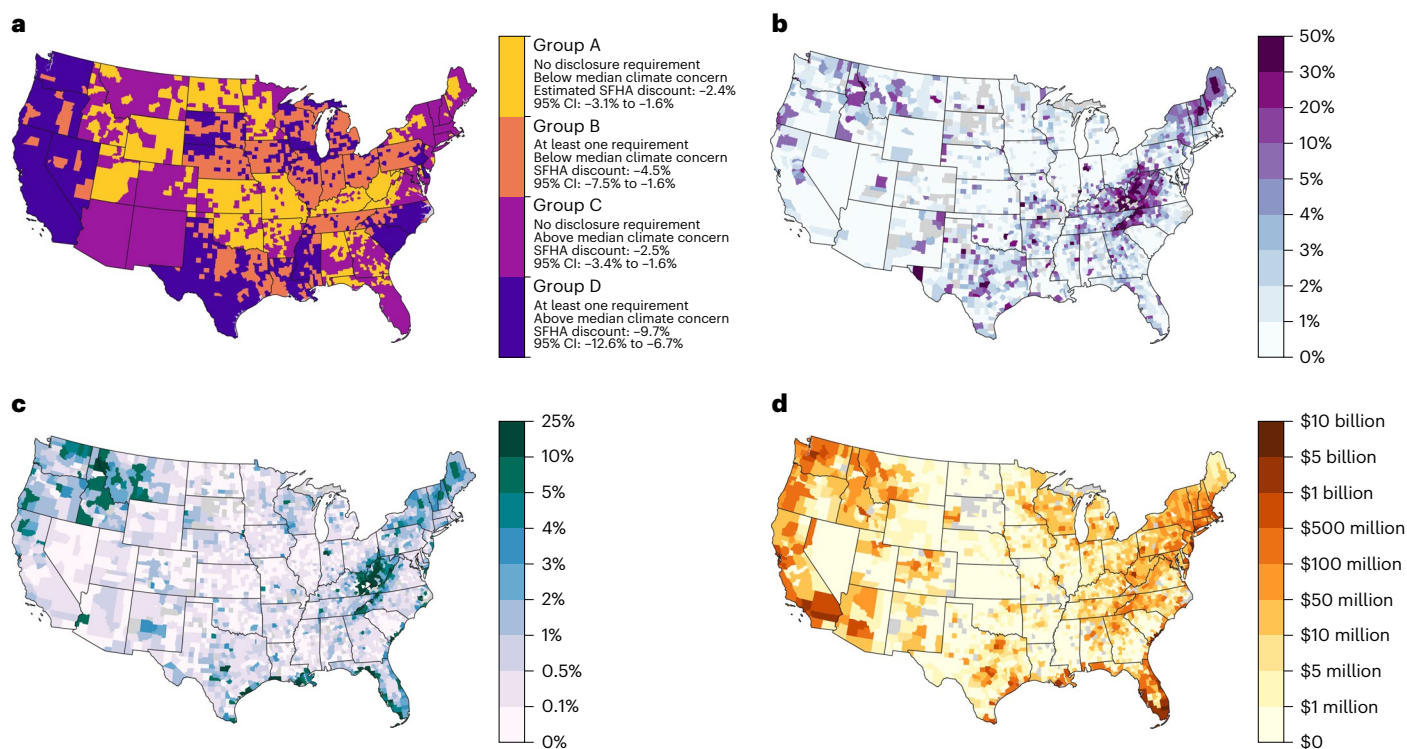 a
Group A
No disclosure requirement
Below median climate concern
Estimated SFHA discount: −2.4%
95% CI: −3.1% to −1.6%
Group B
At least one requirement
Below median climate concern
SFHA discount: −4.5%
95% CI: −7.5% to −1.6%
Group C
No disclosure requirement
Above median climate concern
SFHA discount: −2.5%
95% CI: −3.4% to −1.6%
Group D
At least one requirement
Above median climate concern
SFHA discount: −9.7%
95% CI: −12.6% to −6.7%
b
50%
30%
20%
10%
5%
4%
3%
2%
1%
0%
c
25%
10%
5%
4%
3%
2%
1%
0.5%
0.1%
0%
d
$10 billion
$5 billion
$1 billion
$500 million
$100 million
$50 million
$10 million
$5 million
$1 million
$0